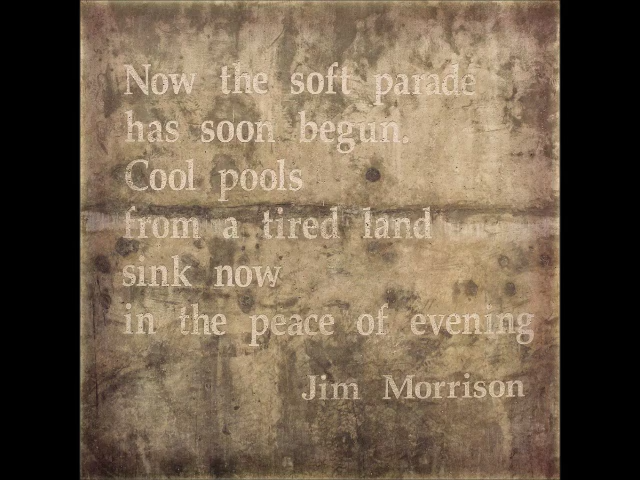 Now the soft parade
has soon begun.
Cool pools
from a tired land
sink now
in the peace of evening
Jim Morrison